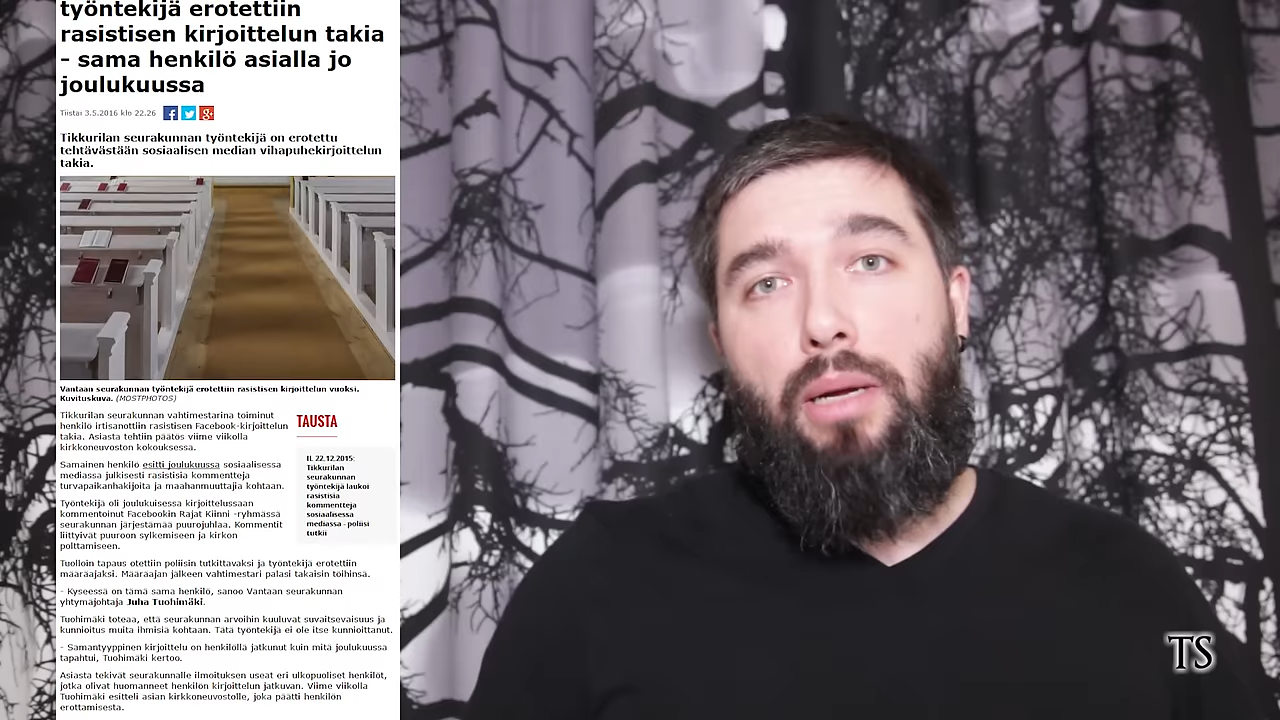 työntekijä erotettiin
rasistisen kirjoittelun takia
- sama henkilö asialla jo
joulukuussa
Tiistai 3.5.2016 klo 22.26
Tikkurilan seurakunnan työntekijä on erotettu
tehtävästään sosiaalisen median vihapuhekirjoittelun
takia.
Vantaan seurakunnan työntekijä erotettiin rasistisen kirjoittelun vuoksi.
Kuvituskuva. (MOSTPHOTOS)
Tikkurilan seurakunnan vahtimestarina toiminut
henkilö irtisanottiin rasistisen Facebook-kirjoittelun
takia. Asiasta tehtiin päätös viime viikolla
kirkkoneuvoston kokouksessa.
Samainen henkilö esitti joulukuussa sosiaalisessa
mediassa julkisesti rasistisia kommentteja
turvapaikanhakijoita ja maahanmuuttajia kohtaan.
Työntekijä oli joulukuisessa kirjoittelussaan
kommentoinut Facebookin Rajat Kiinni -ryhmässä
seurakunnan järjestämää puurojuhlaa. Kommentit
liittyivät puuroon sylkemiseen ja kirkon
polttamiseen.
TAUSTA
IL 22.12.2015:
Tikkurilan
seurakunnan
työntekijä laukoi
rasistisia
kommentteja
sosiaalisessa
mediassa - poliisi
tutkii
Tuolloin tapaus otettiin poliisin tutkittavaksi ja työntekijä erotettiin
määräajaksi. Määräajan jälkeen vahtimestari palasi takaisin töihinsä.
- Kyseessä on tämä sama henkilö, sanoo Vantaan seurakunnan
yhtymäjohtaja Juha Tuohimäki.
Tuohimäki toteaa, että seurakunnan arvoihin kuuluvat suvaitsevaisuus ja
kunnioitus muita ihmisiä kohtaan. Tätä työntekijä ei ole itse kunnioittanut.
- Samantyyppinen kirjoittelu on henkilöllä jatkunut kuin mitä joulukuussa
tapahtui, Tuohimäki kertoo.
Asiasta tekivät seurakunnalle ilmoituksen useat eri ulkopuoliset henkilöt,
jotka olivat huomanneet henkilön kirjoittelun jatkuvan. Viime viikolla
Tuohimäki esitteli asian kirkkoneuvostolle, joka päätti henkilön
erottamisesta.
TS